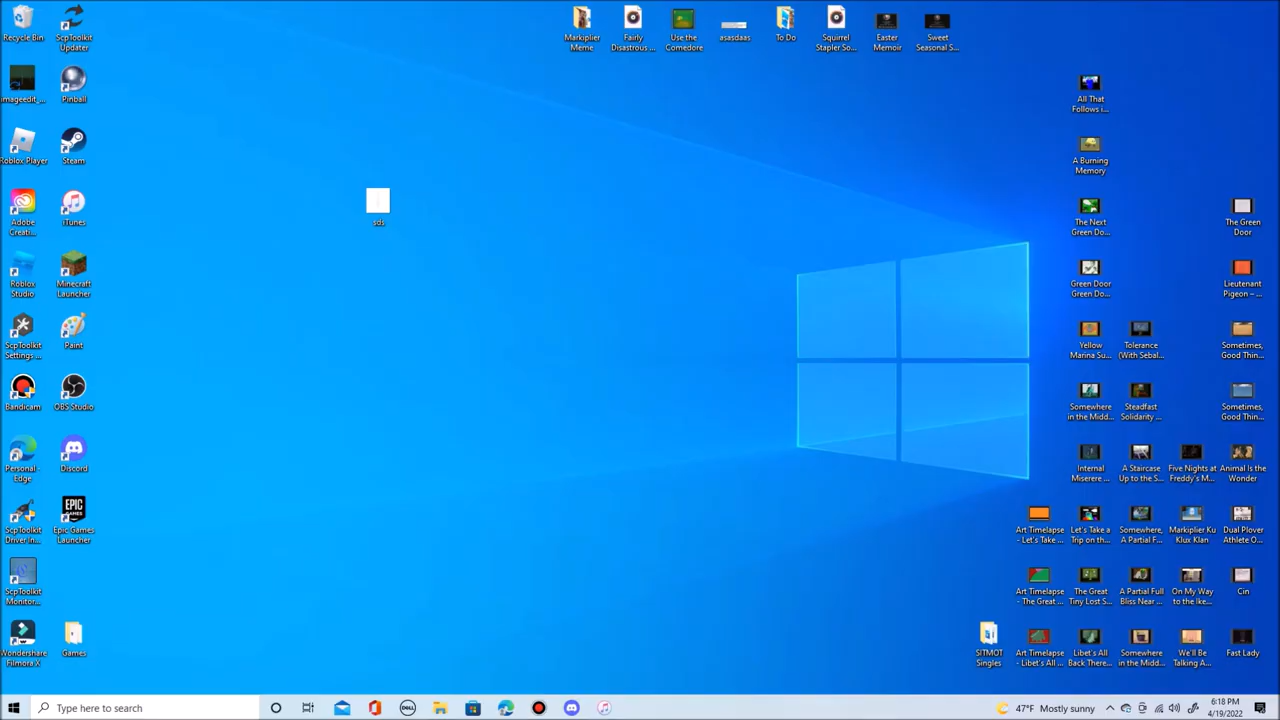 Recycle Bin
ScpToolkit
Updater
Markiplier
Meme
Fairly
Disastrous ...
Use the
Comedore
asasdaas
To Do
Squirrel
Stapler So...
Easter
Memoir
Sweet
Seasonal S...
imageedit_...
Pinball
All That
Follows i...
Roblox Player
Steam
A Burning
Memory
Adobe
Creati...
iTunes
sds
The Next
Green Do...
The Green
Door
Roblox
Studio
Minecraft
Launcher
Green Door
Green Do...
Lieutenant
Pigeon – ...
ScpToolkit
Settings ...
Paint
Yellow
Marina Su...
Tolerance
(With Sebal...
Sometimes,
Good Thin...
Bandicam
OBS Studio
Somewhere
in the Midd...
Steadfast
Solidarity ...
Sometimes,
Good Thin...
Personal -
Edge
Discord
Internal
Miserere ...
A Staircase
Up to the S...
Five Nights at
Freddy's M...
Animal Is the
Wonder
ScpToolkit
Driver In...
EPIC
GAMES
Epic Games
Launcher
Art Timelapse
- Let's Take ...
Let's Take a
Trip on th...
Somewhere,
A Partial F...
Markiplier Ku
Klux Klan
Dual Plover
Athlete O...
ScpToolkit
Monitor...
Art Timelapse
- The Great ...
The Great
Tiny Lost S...
A Partial Full
Bliss Near ...
On My Way
to the Ike...
Cin
Wondershare
Filmora X
Games
SITMOT
Singles
Art Timelapse
- Libet's All ...
Libet's All
Back There...
Somewhere
in the Midd...
We'll Be
Talking A...
Fast Lady
Type here to search
DELL
47°F Mostly sunny
6:18 PM
4/19/2022